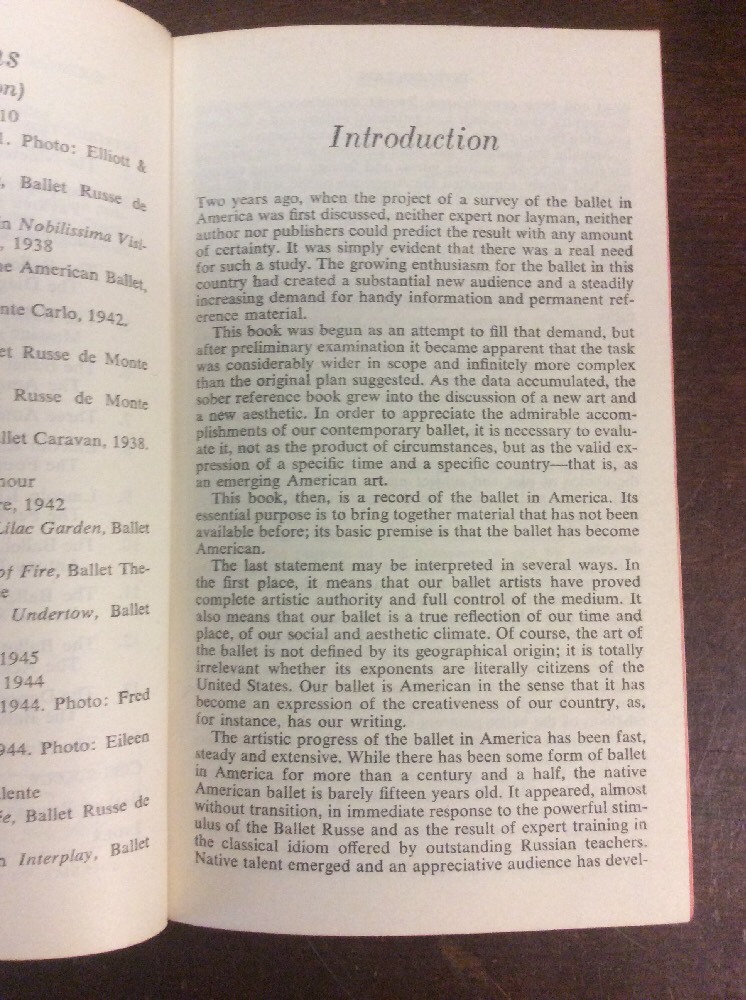 ns
on)
10
1. Photo: Elliott &
, Ballet Russe de
in Nobilissima Visi-
, 1938
he American Ballet,
nte Carlo, 1942.
et Russe de Monte
Russe de Monte
llet Caravan, 1938.
mour
re, 1942
Lilac Garden, Ballet
of Fire, Ballet The-
e
Undertow, Ballet
1945
1944
1944. Photo: Fred
944. Photo: Eileen
lente
fe, Ballet Russe de
n Interplay, Ballet
Introduction
Two years ago, when the project of a survey of the ballet in
America was first discussed, neither expert nor layman, neither
author nor publishers could predict the result with any amount
of certainty. It was simply evident that there was a real need
for such a study. The growing enthusiasm for the ballet in this
country had created a substantial new audience and a steadily
increasing demand for handy information and permanent ref-
erence material.
This book was begun as an attempt to fill that demand, but
after preliminary examination it became apparent that the task
was considerably wider in scope and infinitely more complex
than the original plan suggested. As the data accumulated, the
sober reference book grew into the discussion of a new art and
a new aesthetic. In order to appreciate the admirable accom-
plishments of our contemporary ballet, it is necessary to evalu-
ate it, not as the product of circumstances, but as the valid ex-
pression of a specific time and a specific country—that is, as
an emerging American art.
This book, then, is a record of the ballet in America. Its
essential purpose is to bring together material that has not been
available before; its basic premise is that the ballet has become
American.
The last statement may be interpreted in several ways. In
the first place, it means that our ballet artists have proved
complete artistic authority and full control of the medium. It
also means that our ballet is a true reflection of our time and
place, of our social and aesthetic climate. Of course, the art of
the ballet is not defined by its geographical origin; it is totally
irrelevant whether its exponents are literally citizens of the
United States. Our ballet is American in the sense that it has
become an expression of the creativeness of our country, as,
for instance, has our writing.
The artistic progress of the ballet in America has been fast,
steady and extensive. While there has been some form of ballet
in America for more than a century and a half, the native
American ballet is barely fifteen years old. It appeared, almost
without transition, in immediate response to the powerful stim-
ulus of the Ballet Russe and as the result of expert training in
the classical idiom offered by outstanding Russian teachers.
Native talent emerged and an appreciative audience has devel-